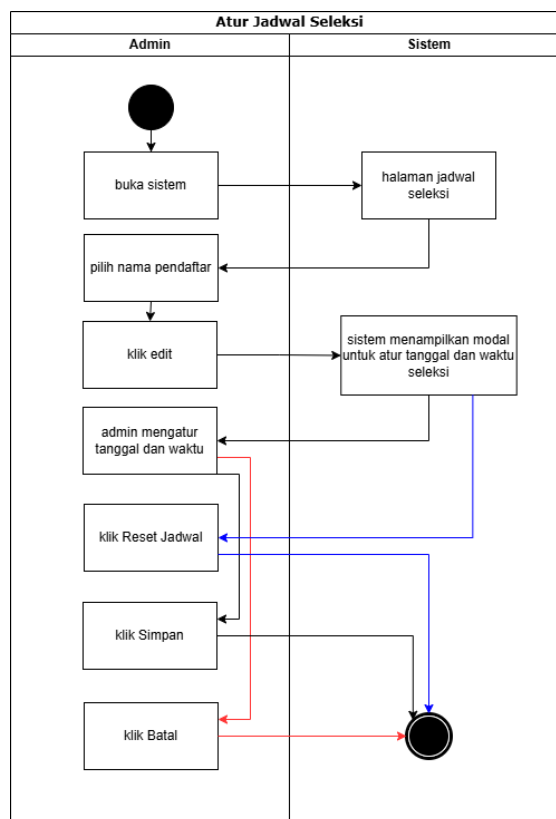 Atur Jadwal Seleksi
Admin
Sistem
buka sistem
halaman jadwal
seleksi
pilih nama pendaftar
klik edit
sistem menampilkan modal
untuk atur tanggal dan waktu
seleksi
admin mengatur
tanggal dan waktu
klik Reset Jadwal
klik Simpan
klik Batal